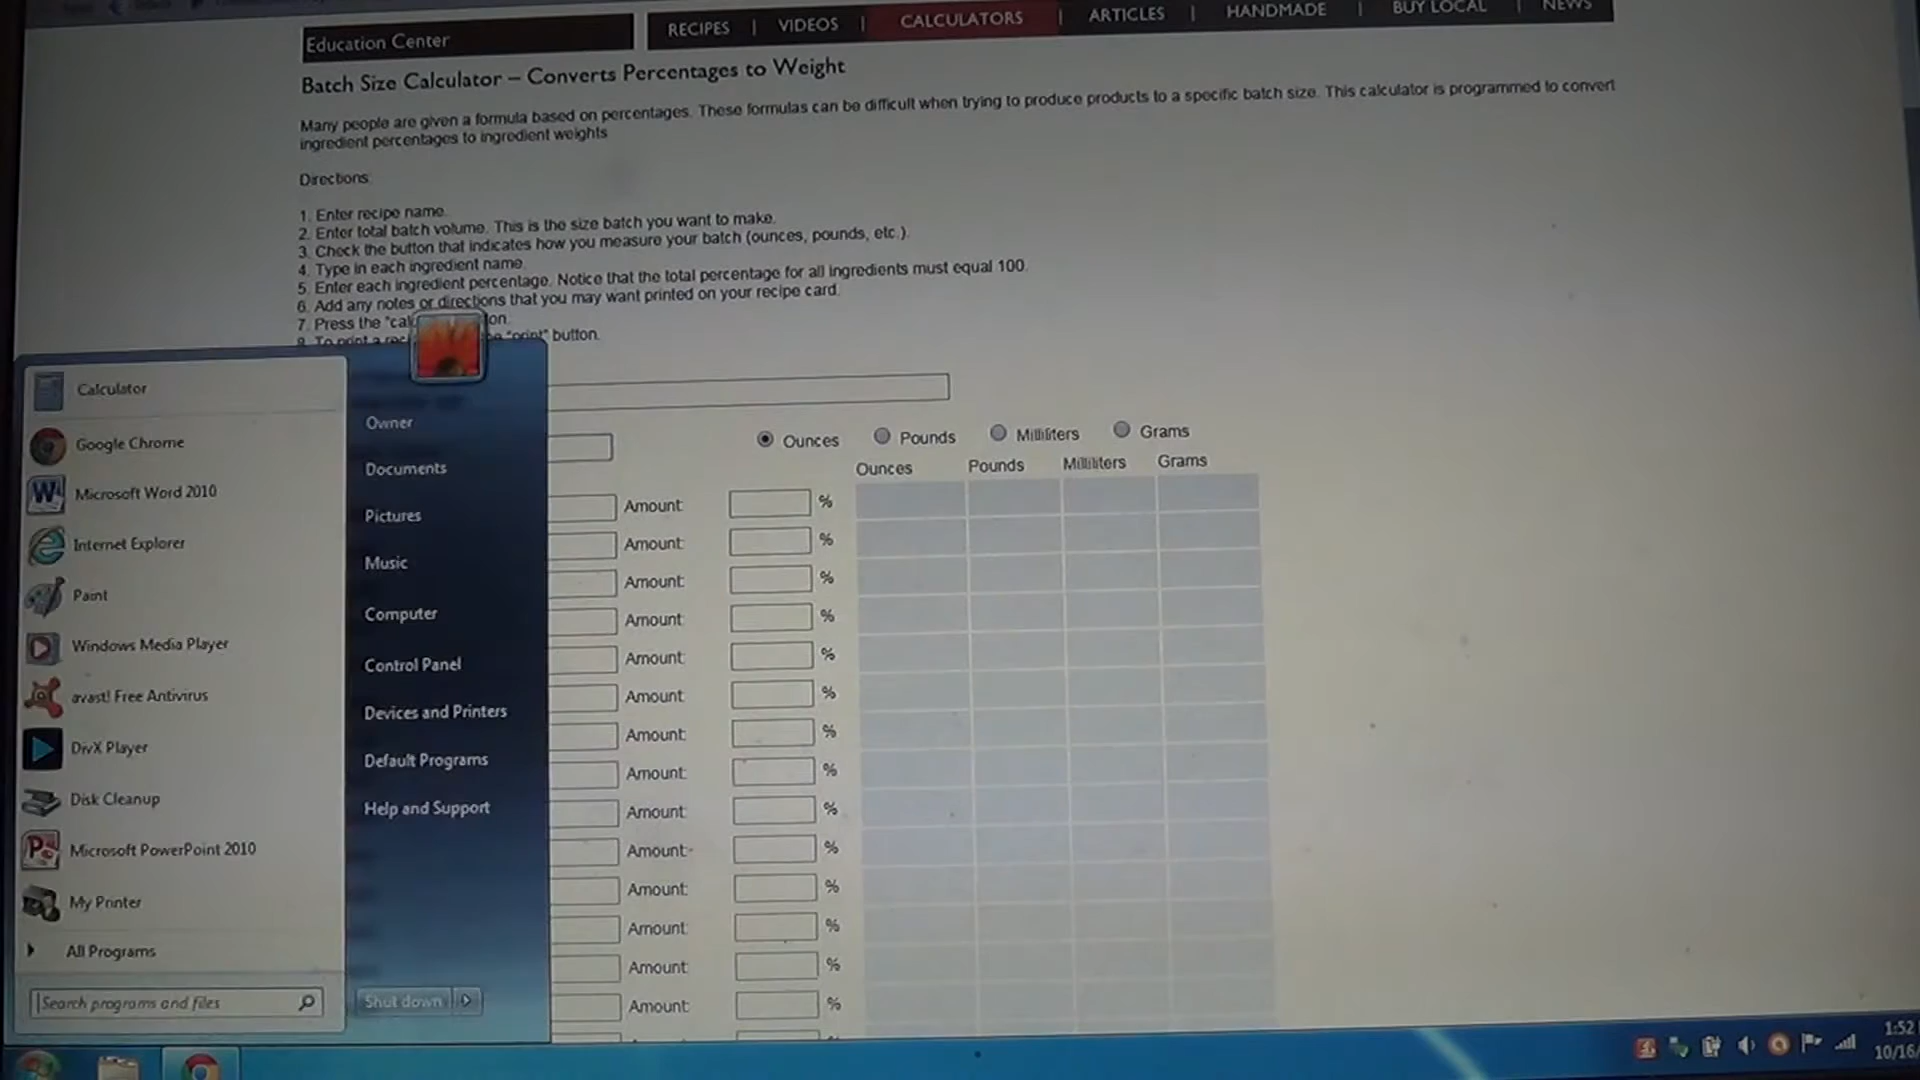 Education Center
RECIPES | VIDEOS | CALCULATORS | ARTICLES | HANDMADE | BUY LOCAL | NEWS
Batch Size Calculator – Converts Percentages to Weight
Many people are given a formula based on percentages. These formulas can be difficult when trying to produce products to a specific batch size. This calculator is programmed to convert
ingredient percentages to ingredient weights
Directions:
1. Enter recipe name.
2. Enter total batch volume. This is the size batch you want to make.
3. Check the button that indicates how you measure your batch (ounces, pounds, etc.).
4. Type in each ingredient name.
5. Enter each ingredient percentage. Notice that the total percentage for all ingredients must equal 100.
6. Add any notes or directions that you may want printed on your recipe card.
7. Press the "cal on.
8. To print a rec "print" button.
Calculator
Google Chrome
Microsoft Word 2010
Internet Explorer
Paint
Windows Media Player
avast! Free Antivirus
DivX Player
Disk Cleanup
Microsoft PowerPoint 2010
My Printer
All Programs
Search programs and files
Owner
Documents
Pictures
Music
Computer
Control Panel
Devices and Printers
Default Programs
Help and Support
Shut down
Ounces Pounds Milliliters Grams
Ounces Pounds Milliliters Grams
Amount: %
Amount: %
Amount: %
Amount: %
Amount: %
Amount: %
Amount: %
Amount: %
Amount: %
Amount: %
Amount: %
Amount: %
Amount: %
Amount: %
1:52
10/16/